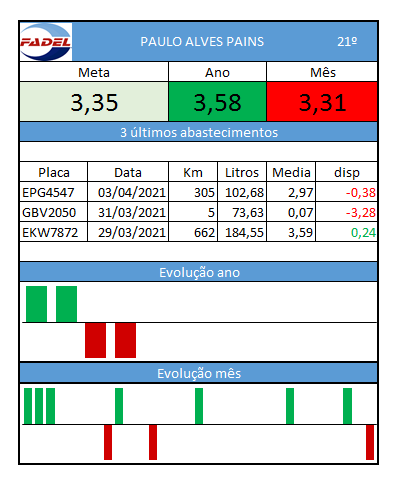 FADEL PAULO ALVES PAINS 21º
Meta Ano Mês
3,35 3,58 3,31
3 últimos abastecimentos
Placa Data Km Litros Media disp
EPG4547 03/04/2021 305 102,68 2,97 -0,38
GBV2050 31/03/2021 5 73,63 0,07 -3,28
EKW7872 29/03/2021 662 184,55 3,59 0,24
Evolução ano
Evolução mês